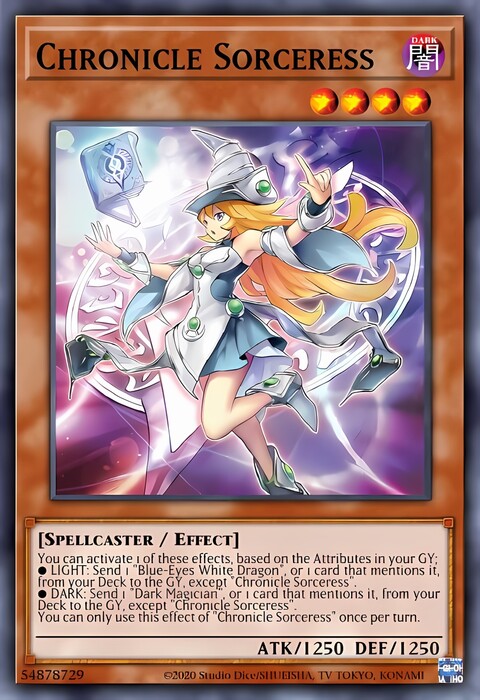 Chronicle Sorceress
DARK
闇
[Spellcaster / Effect]
You can activate 1 of these effects, based on the Attributes in your GY;
● LIGHT: Send 1 "Blue-Eyes White Dragon", or 1 card that mentions it,
from your Deck to the GY, except "Chronicle Sorceress".
● DARK: Send 1 "Dark Magician", or 1 card that mentions it, from your
Deck to the GY, except "Chronicle Sorceress".
You can only use this effect of "Chronicle Sorceress" once per turn.
ATK/1250 DEF/1250
54878729
©2020 Studio Dice/SHUEISHA, TV TOKYO, KONAMI